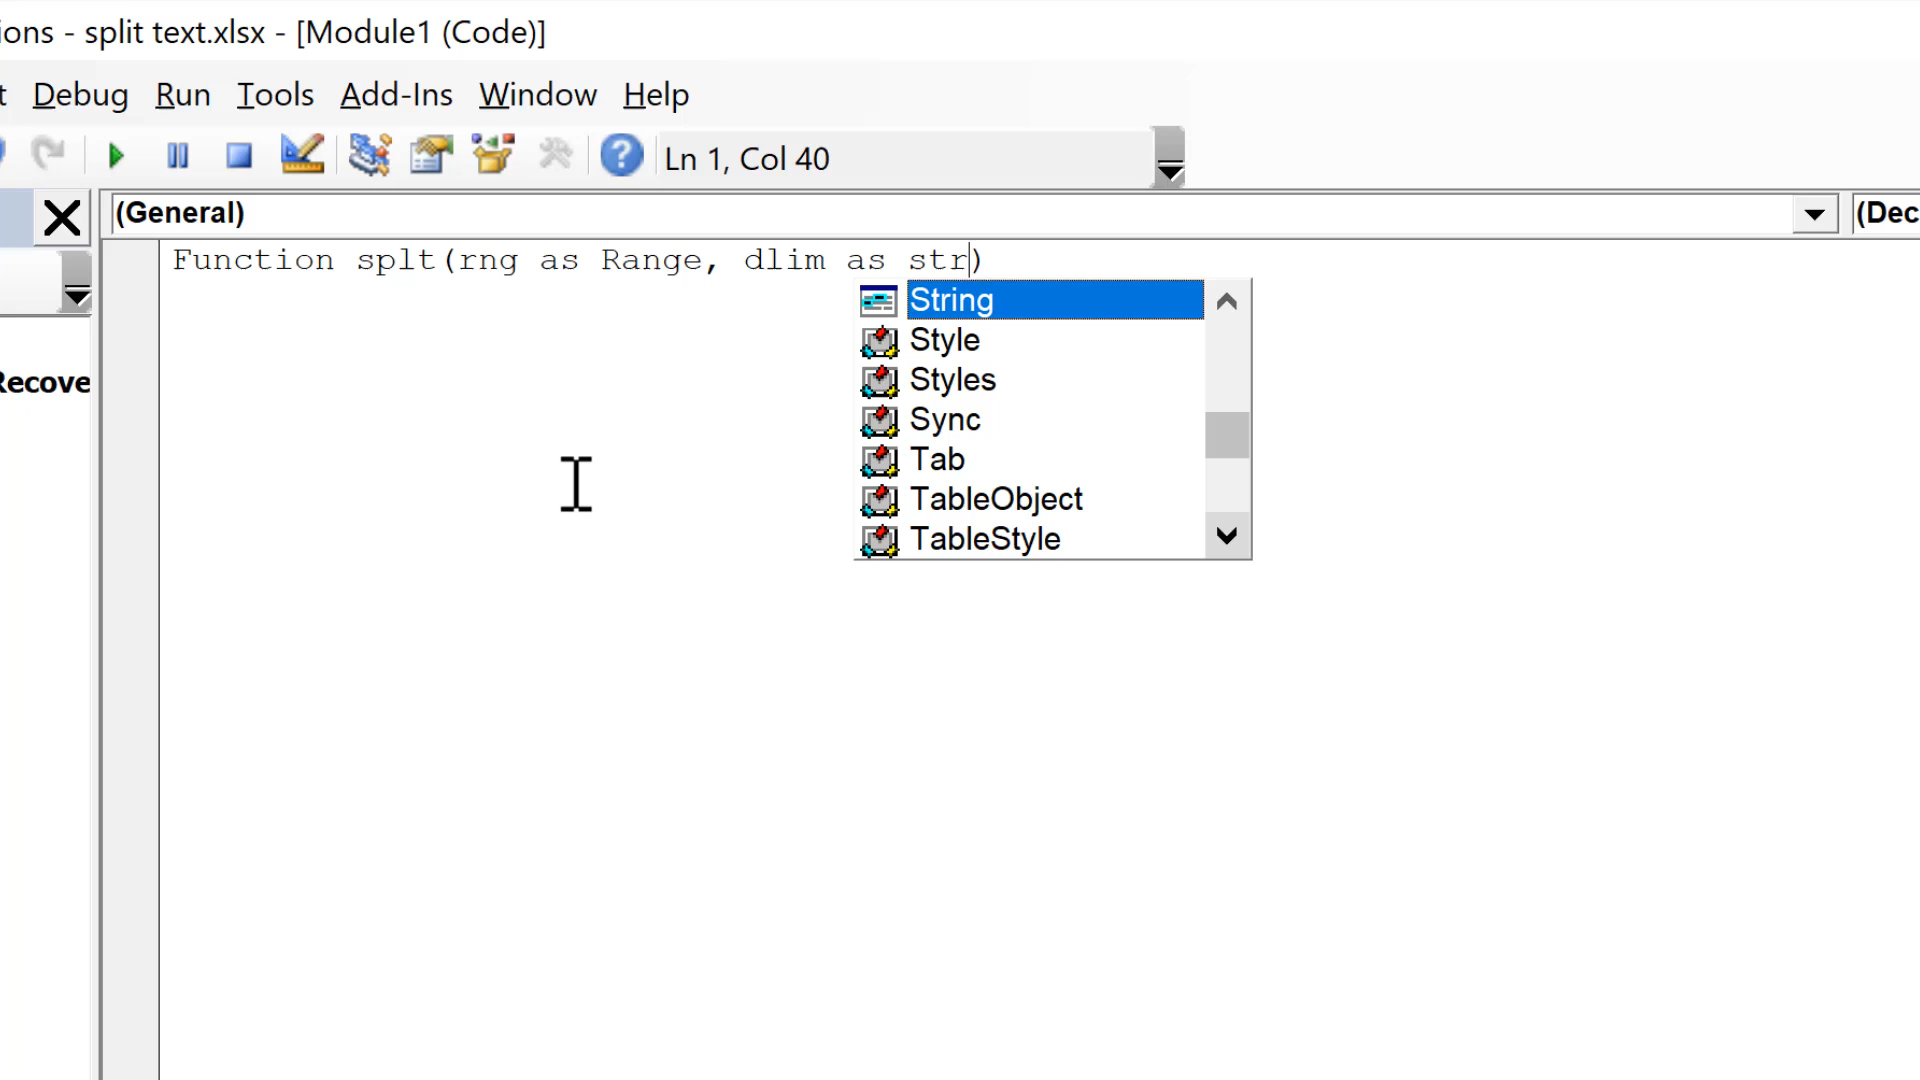 ions - split text.xlsx - [Module1 (Code)]
t Debug Run Tools Add-Ins Window Help
Ln 1, Col 40
(General)
(Dec
Function splt(rng as Range, dlim as str)
String
Style
Styles
Sync
Tab
TableObject
TableStyle
Recove